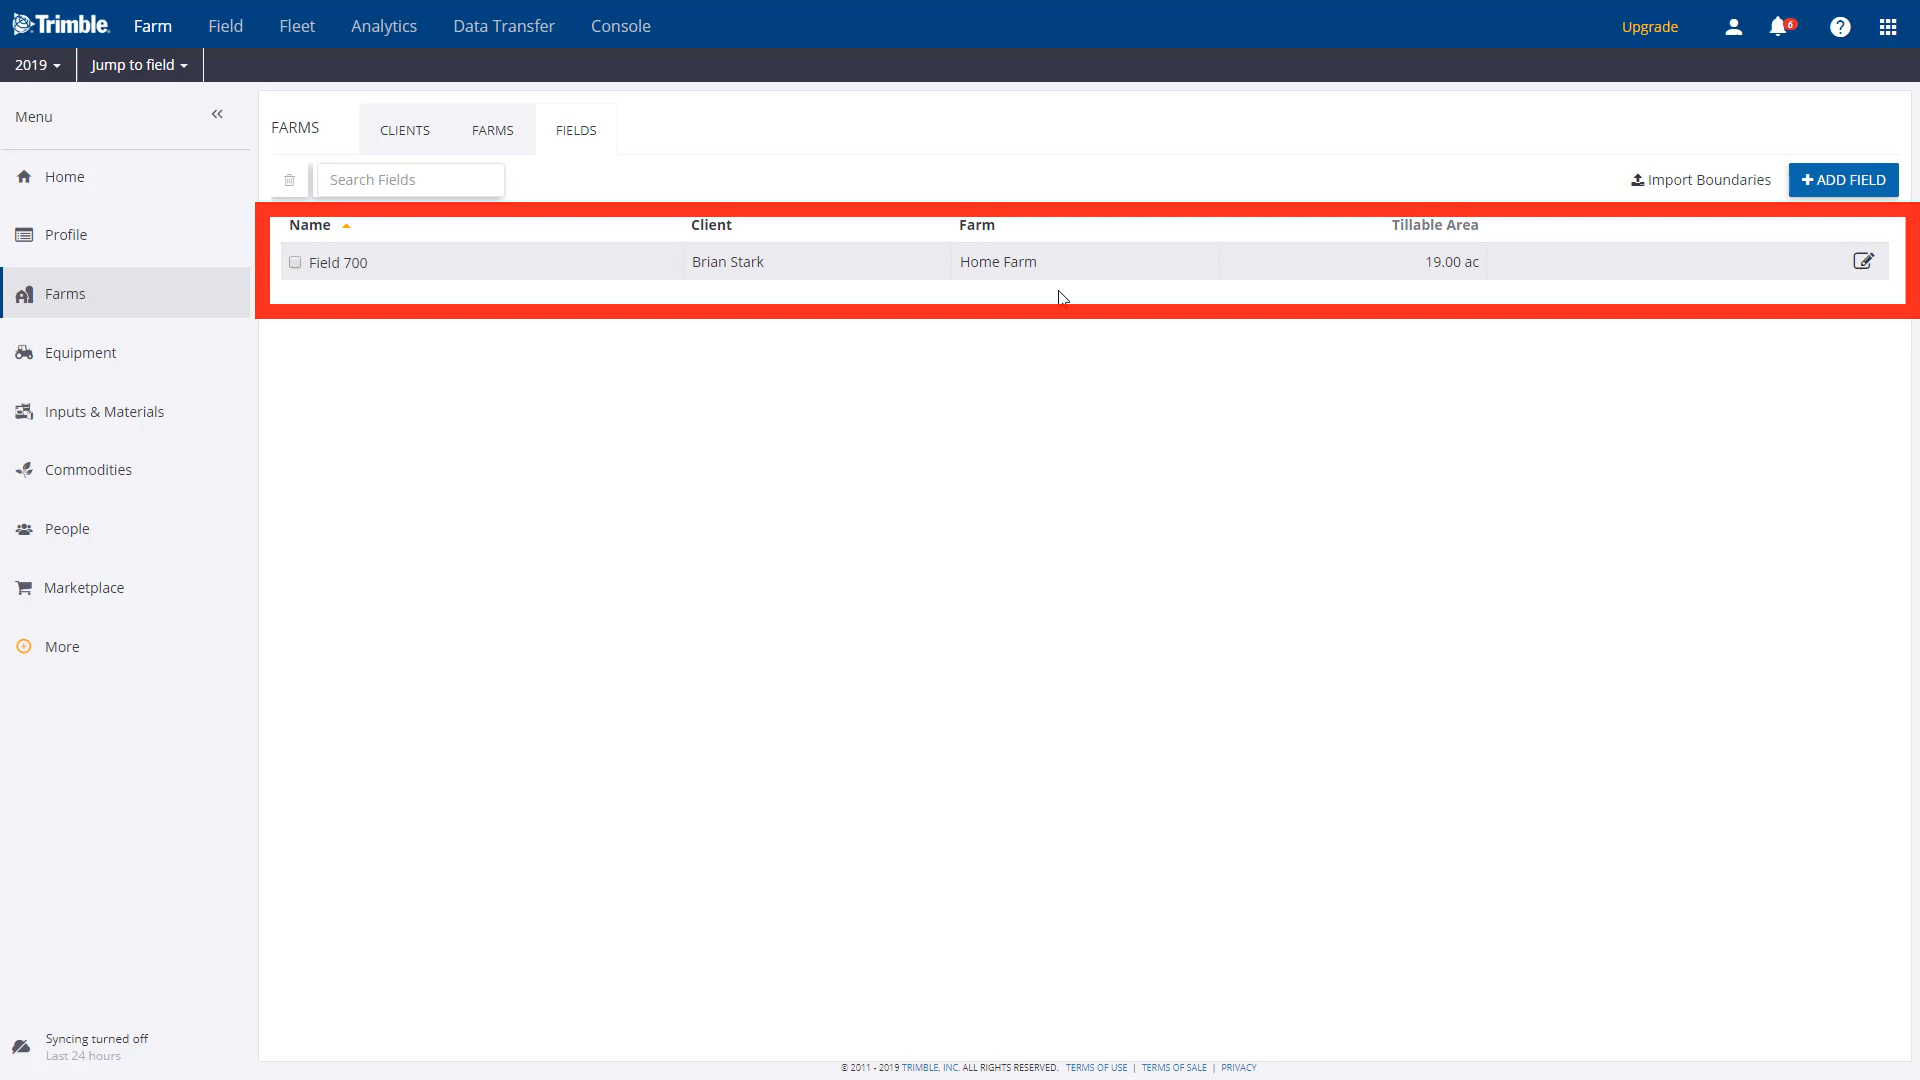 Trimble. Farm Field Fleet Analytics Data Transfer Console Upgrade 6 ?
2019 Jump to field
Menu «
FARMS CLIENTS FARMS FIELDS
Home
Search Fields Import Boundaries + ADD FIELD
Name Client Farm Tillable Area
Profile
Field 700 Brian Stark Home Farm 19.00 ac
Farms
Equipment
Inputs & Materials
Commodities
People
Marketplace
More
Syncing turned off
Last 24 hours
© 2011 - 2019 TRIMBLE, INC. ALL RIGHTS RESERVED. TERMS OF USE | TERMS OF SALE | PRIVACY